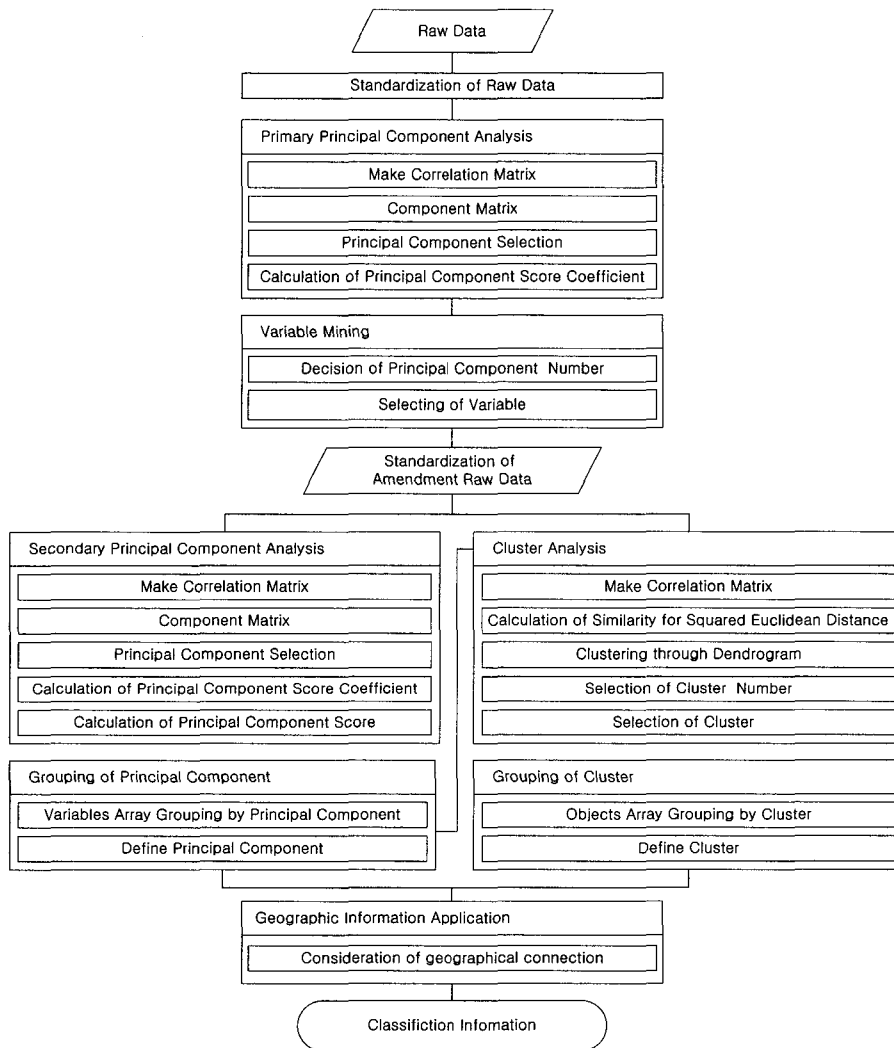 Raw Data
Standardization of Raw Data
Primary Principal Component Analysis
Make Correlation Matrix
Component Matrix
Principal Component Selection
Calculation of Principal Component Score Coefficient
Variable Mining
Decision of Principal Component Number
Selecting of Variable
Standardization of
Amendment Raw Data
Secondary Principal Component Analysis
Make Correlation Matrix
Component Matrix
Principal Component Selection
Calculation of Principal Component Score Coefficient
Calculation of Principal Component Score
Cluster Analysis
Make Correlation Matrix
Calculation of Similarity for Squared Euclidean Distance
Clustering through Dendrogram
Selection of Cluster Number
Selection of Cluster
Grouping of Principal Component
Variables Array Grouping by Principal Component
Define Principal Component
Grouping of Cluster
Objects Array Grouping by Cluster
Define Cluster
Geographic Information Application
Consideration of geographical connection
Classifiction Infomation